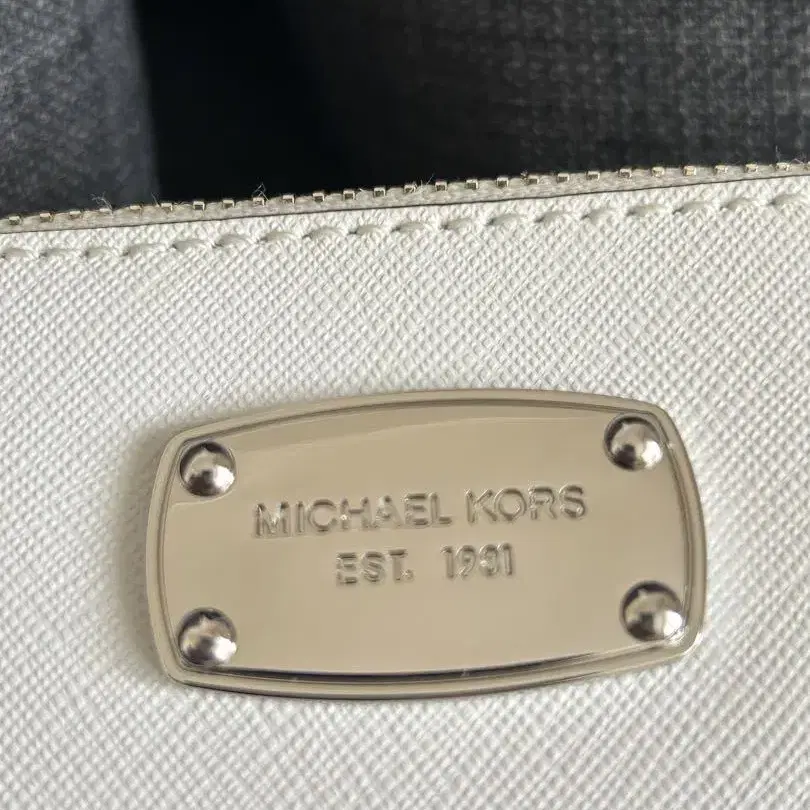 MICHAEL KORS
EST. 1981